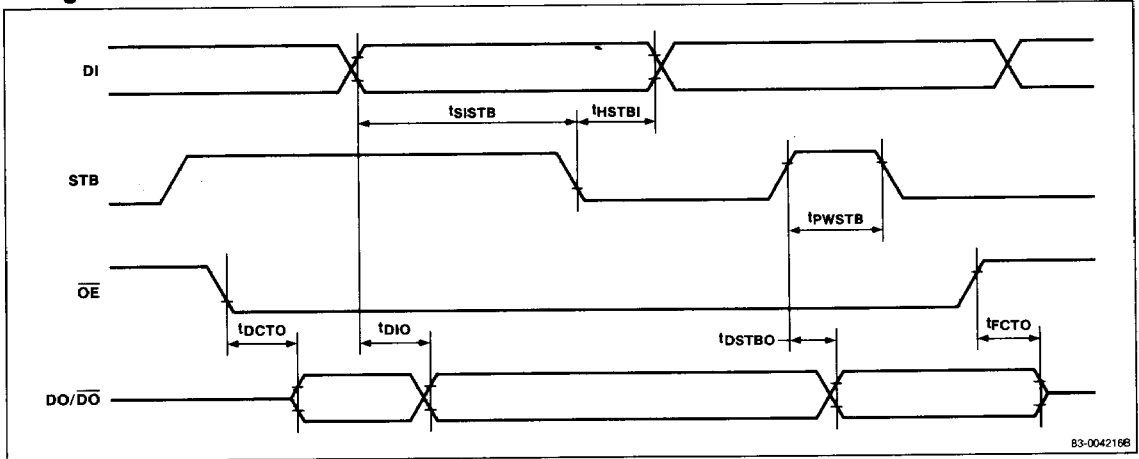 DI
tSISTB
tHSTBI
STB
tPWSTB
OE
tDCTO
tDIO
tDSTBO
tFCTO
DO/DO
83-004216B